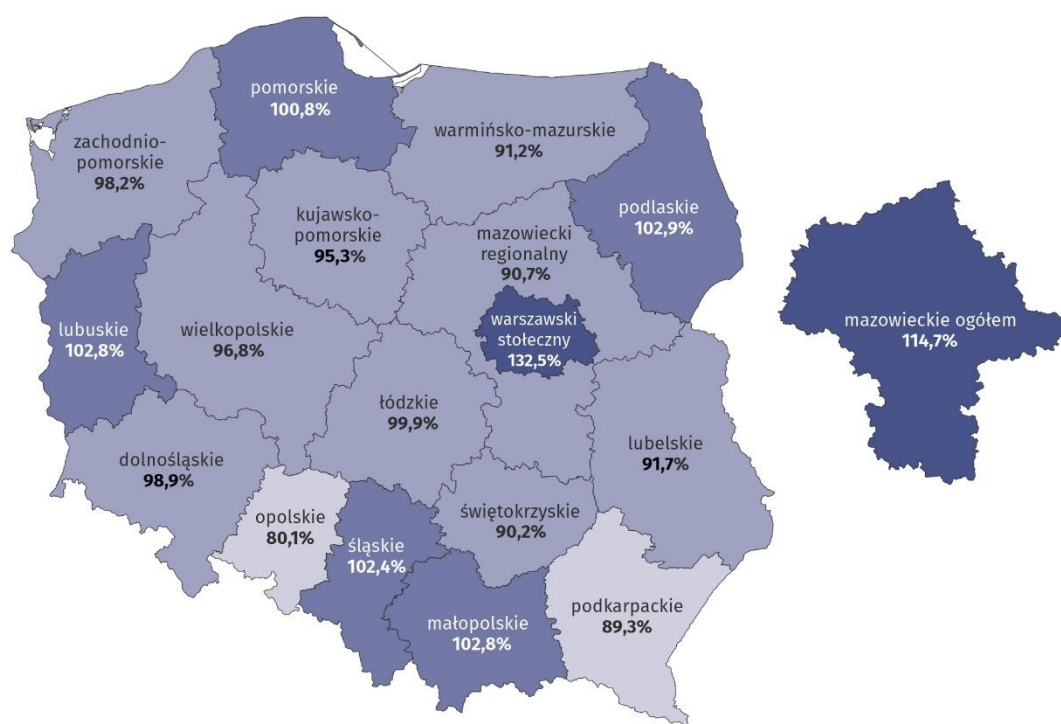 pomorskie
100,8%
warmińsko-mazurskie
91,2%
zachodnio-
pomorskie
98,2%
podlaskie
102,9%
kujawsko-
pomorskie
95,3%
mazowiecki
regionalny
90,7%
lubuskie
102,8%
wielkopolskie
96,8%
warszawski
stołeczny
132,5%
mazowieckie ogółem
114,7%
łódzkie
99,9%
lubelskie
91,7%
dolnośląskie
98,9%
opolskie
80,1%
śląskie
102,4%
świętokrzyskie
90,2%
małopolskie
102,8%
podkarpackie
89,3%